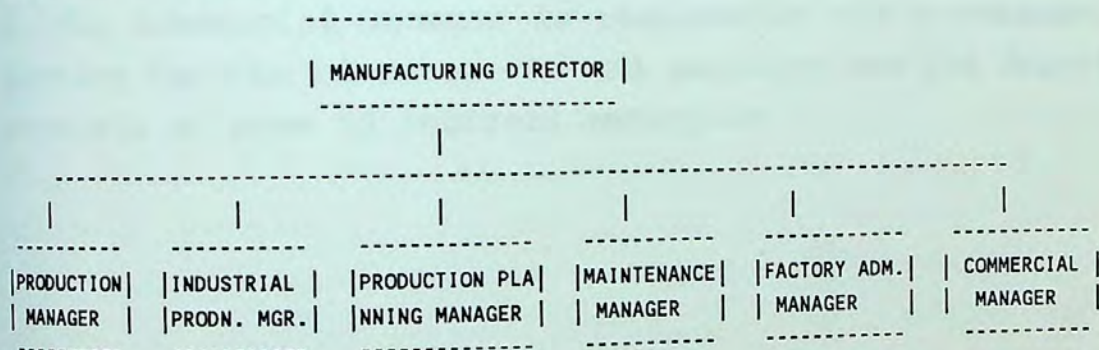 MANUFACTURING DIRECTOR
PRODUCTION INDUSTRIAL PRODUCTION PLA MAINTENANCE FACTORY ADM. COMMERCIAL
MANAGER PRODN. MGR. NNING MANAGER MANAGER MANAGER MANAGER